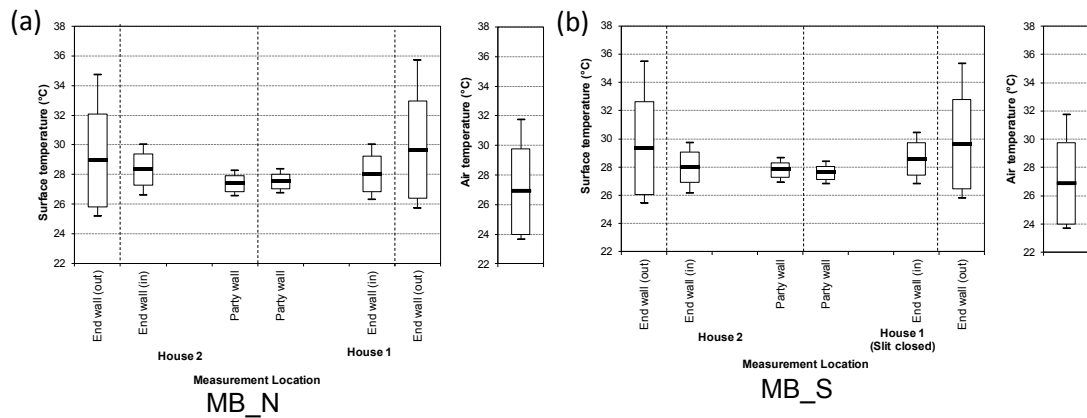 (a)
Surface temperature (°C)
38
36
34
32
30
28
26
24
22
End wall (out)
End wall (in)
Party wall
Party wall
End wall (in)
End wall (out)
House 2
House 1
Measurement Location
MB_N
Air temperature (°C)
38
36
34
32
30
28
26
24
22
(b)
Surface temperature (°C)
38
36
34
32
30
28
26
24
22
End wall (out)
End wall (in)
Party wall
Party wall
End wall (in)
End wall (out)
House 2
House 1
(Slit closed)
Measurement Location
MB_S
Air temperature (°C)
38
36
34
32
30
28
26
24
22